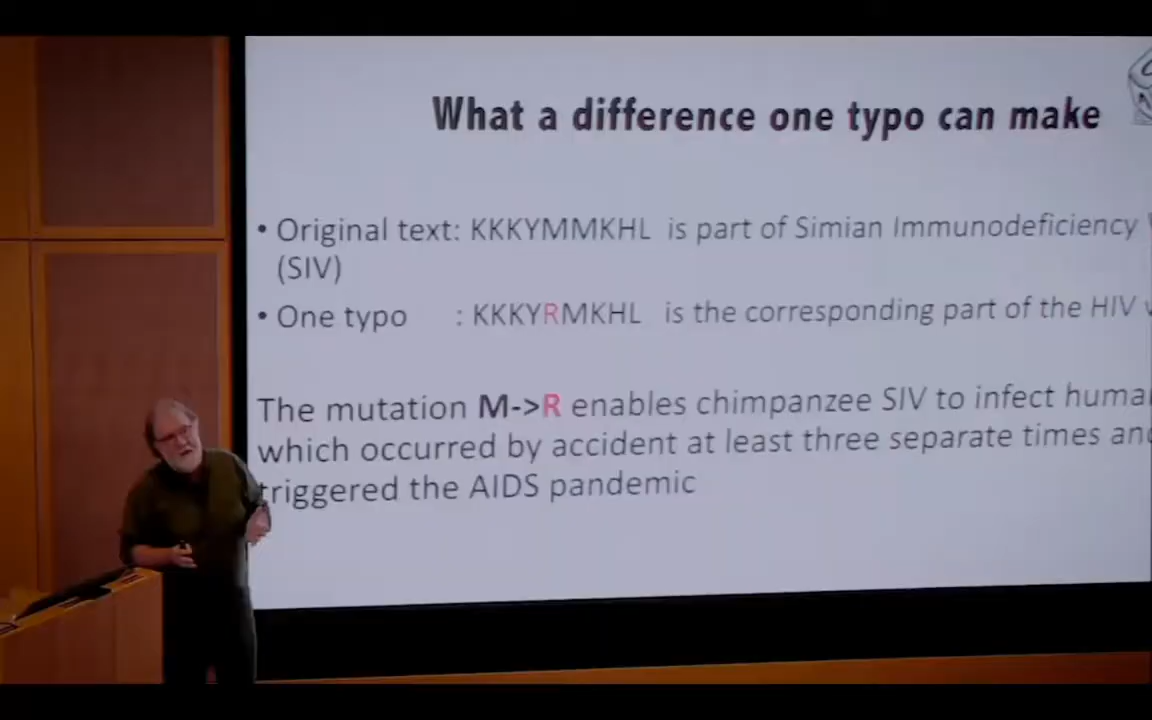 What a difference one typo can make
• Original text: KKKYMMKHL is part of Simian Immunodeficiency
(SIV)
• One typo : KKKYRMKHL is the corresponding part of the HIV
The mutation M->R enables chimpanzee SIV to infect
which occurred by accident at least three separate times
triggered the AIDS pandemic